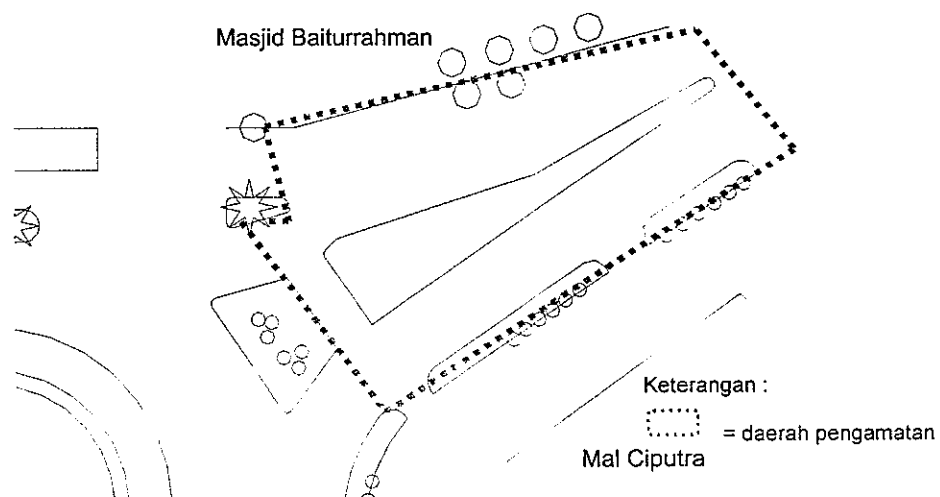 Masjid Baiturrahman
Keterangan :
= daerah pengamatan
Mal Ciputra